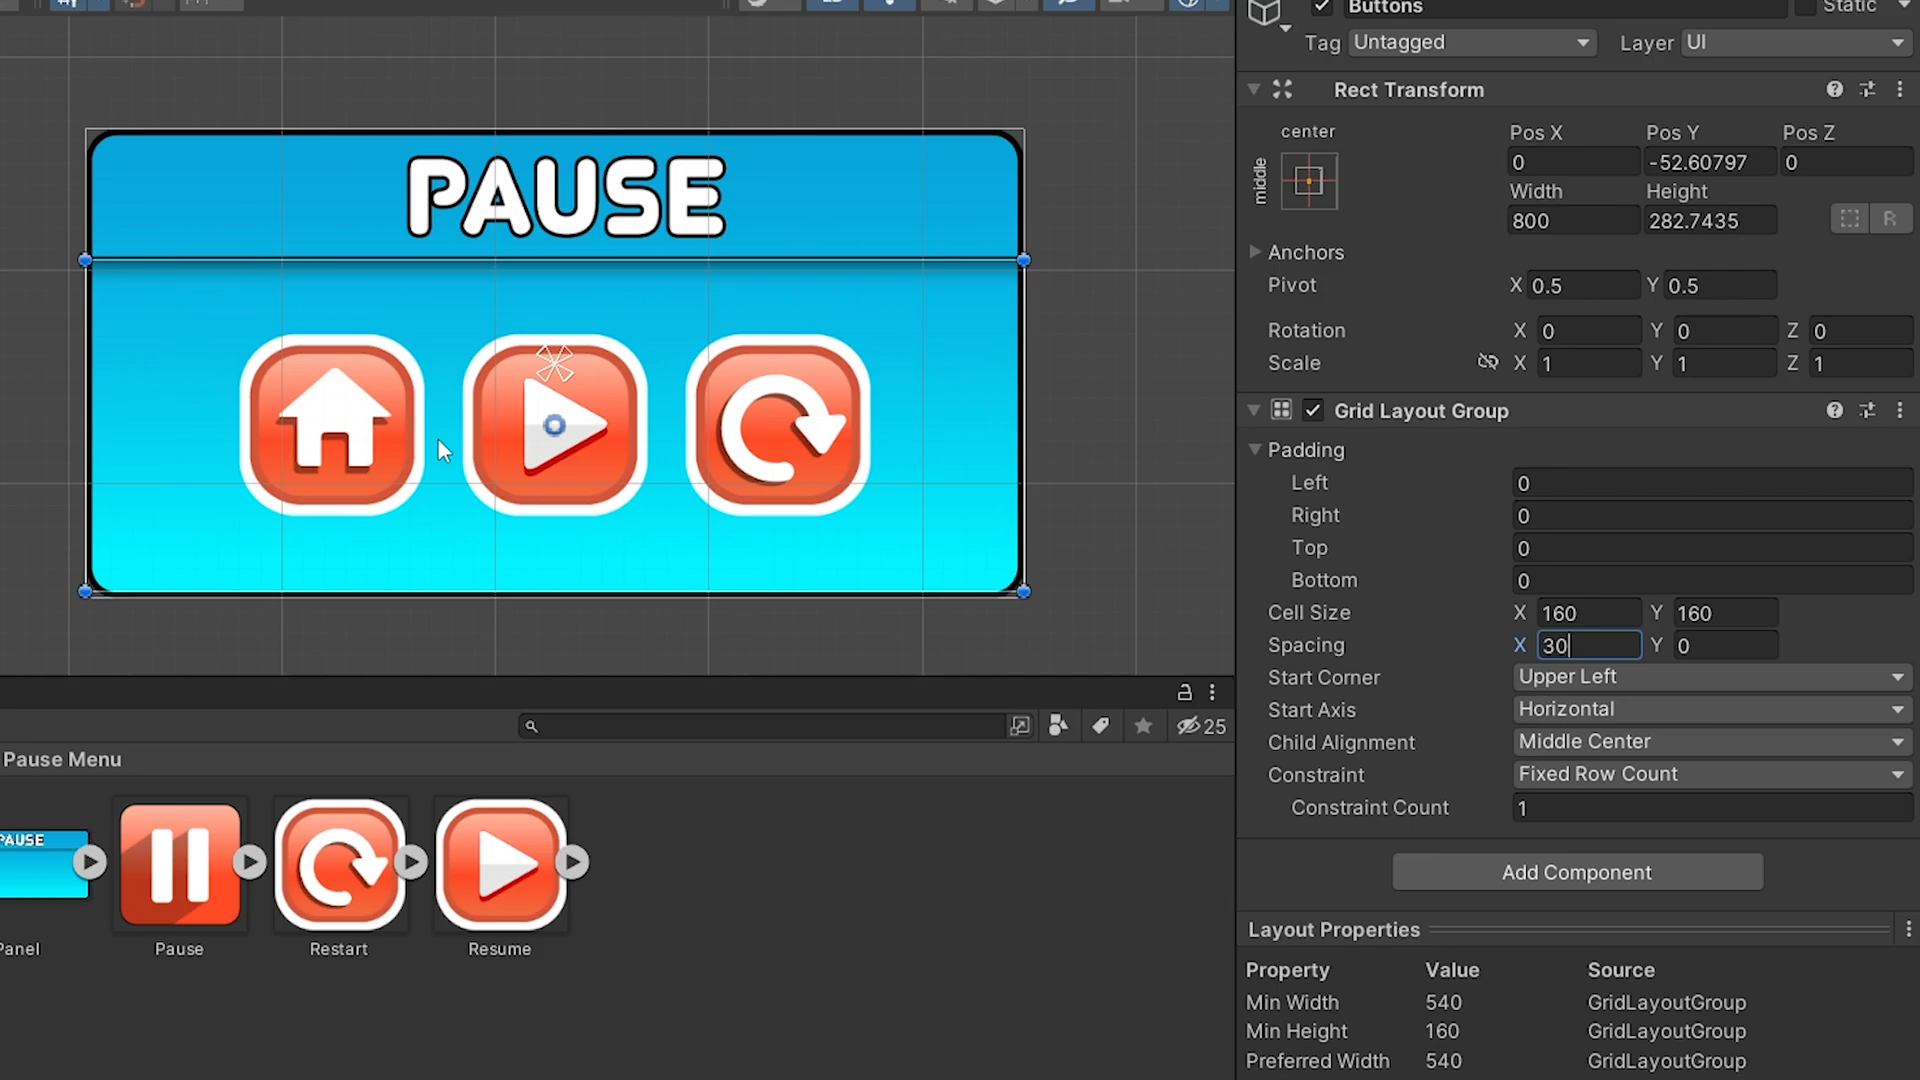 Buttons
Static
Tag Untagged Layer UI
Rect Transform
center
middle
Pos X Pos Y Pos Z
0 -52.60797 0
Width Height
800 282.7435
R
Anchors
Pivot X 0.5 Y 0.5
Rotation X 0 Y 0 Z 0
Scale X 1 Y 1 Z 1
Grid Layout Group
Padding
Left 0
Right 0
Top 0
Bottom 0
Cell Size X 160 Y 160
Spacing X 30 Y 0
Start Corner Upper Left
Start Axis Horizontal
Child Alignment Middle Center
Constraint Fixed Row Count
Constraint Count 1
Add Component
Layout Properties
Property Value Source
Min Width 540 GridLayoutGroup
Min Height 160 GridLayoutGroup
Preferred Width 540 GridLayoutGroup
PAUSE
25
Pause Menu
PAUSE
Panel
Pause
Restart
Resume